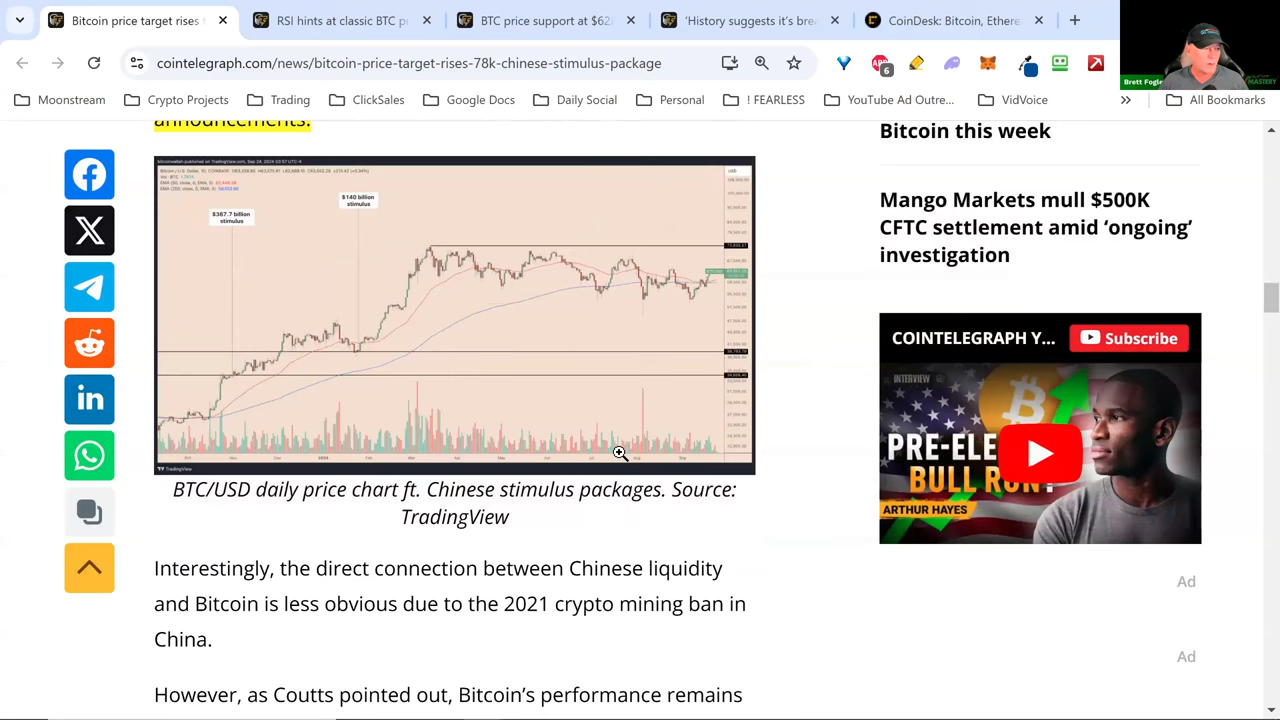 Bitcoin price target rises t
RSI hints at classic BTC p
BTC price support at $62
'History suggests it's bre
CoinDesk: Bitcoin, Ethere
cointelegraph.com/news/bitcoin-price-target-rises-78k-chinese-stimulus-package
6
Brett Fogle
MASTERY
Moonstream
Crypto Projects
Trading
ClickSales
Google D
Daily Social
Personal
! FEARLESS
YouTube Ad Outre...
VidVoice
All Bookmarks
announcements.
$367.7 billion
stimulus
$140 billion
stimulus
TradingView
BTC/USD daily price chart ft. Chinese stimulus packages. Source:
TradingView
Interestingly, the direct connection between Chinese liquidity
and Bitcoin is less obvious due to the 2021 crypto mining ban in
China.
However, as Coutts pointed out, Bitcoin's performance remains
Bitcoin this week
Mango Markets mull $500K
CFTC settlement amid 'ongoing'
investigation
COINTELEGRAPH Y...
Subscribe
INTERVIEW
PRE-ELE
BULL RUN?
ARTHUR HAYES
Ad
Ad